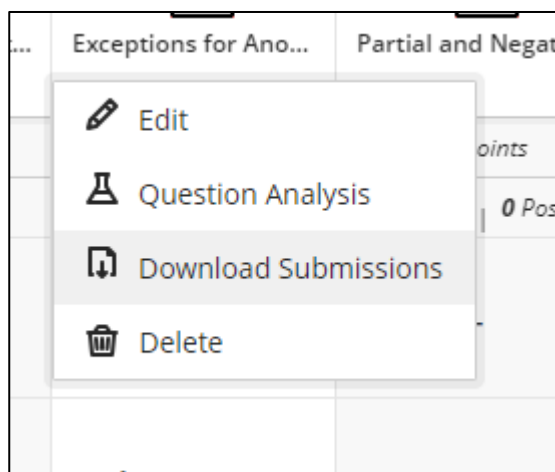 t... Exceptions for Ano... Partial and Negat
Edit
oints
Question Analysis
0 Pos
Download Submissions
Delete